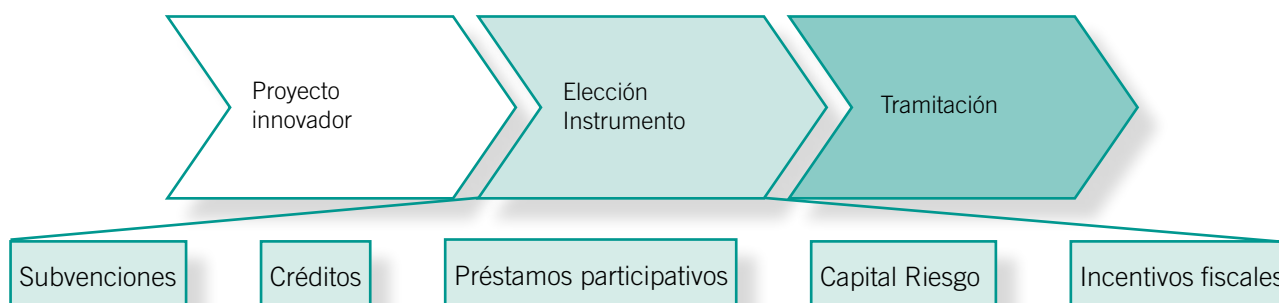 Proyecto
innovador
Elección
Instrumento
Tramitación
Subvenciones
Créditos
Préstamos participativos
Capital Riesgo
Incentivos fiscales